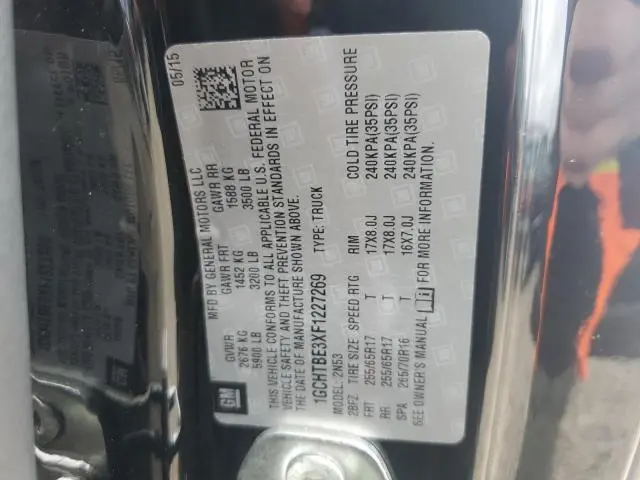 05/15
MFD BY GENERAL MOTORS LLC
GVWR GAWR FRT GAWR RR
2676 KG 1452 KG 1588 KG
5900 LB 3200 LB 3500 LB
THIS VEHICLE CONFORMS TO ALL APPLICABLE U.S. FEDERAL MOTOR
VEHICLE SAFETY AND THEFT PREVENTION STANDARDS IN EFFECT ON
THE DATE OF MANUFACTURE SHOWN ABOVE.
GM
1GCHTBE3XF1227269 TYPE: TRUCK
MODEL: 2N53
2BFZ TIRE SIZE SPEED RTG RIM COLD TIRE PRESSURE
FRT 255/65R17 T 17X8.0J 240KPA(35PSI)
RR 255/65R17 T 17X8.0J 240KPA(35PSI)
SPA 265/70R16 T 16X7.0J 240KPA(35PSI)
SEE OWNER'S MANUAL FOR MORE INFORMATION.